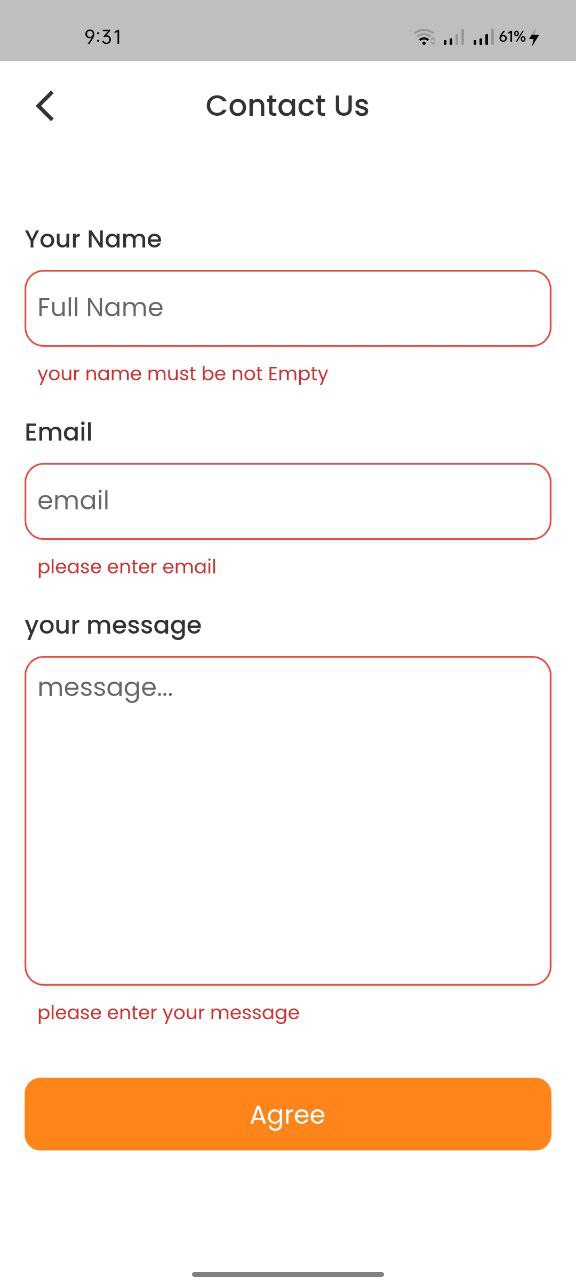 9:31
61%
Contact Us
Your Name
Full Name
your name must be not Empty
Email
email
please enter email
your message
message...
please enter your message
Agree